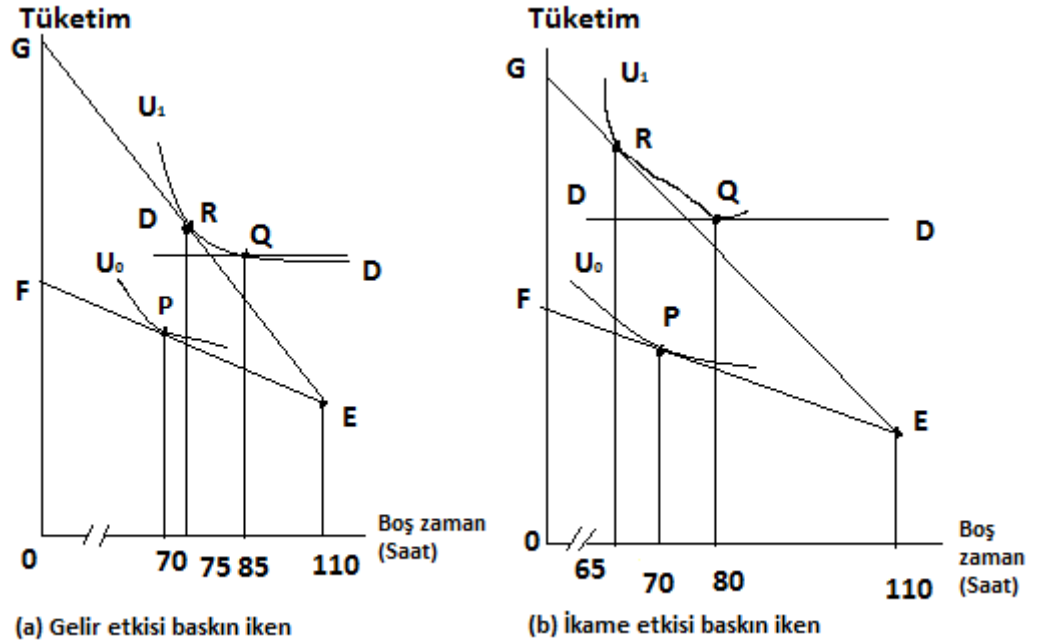 Tüketim
G
U₁
D
R
Q
D
U₀
F
P
E
0
70
75
85
110
Boş zaman
(Saat)
(a) Gelir etkisi baskın iken
Tüketim
G
U₁
R
D
Q
D
U₀
F
P
E
0
65
70
80
110
Boş
zaman
(Saat)
(b) İkame etkisi baskın iken